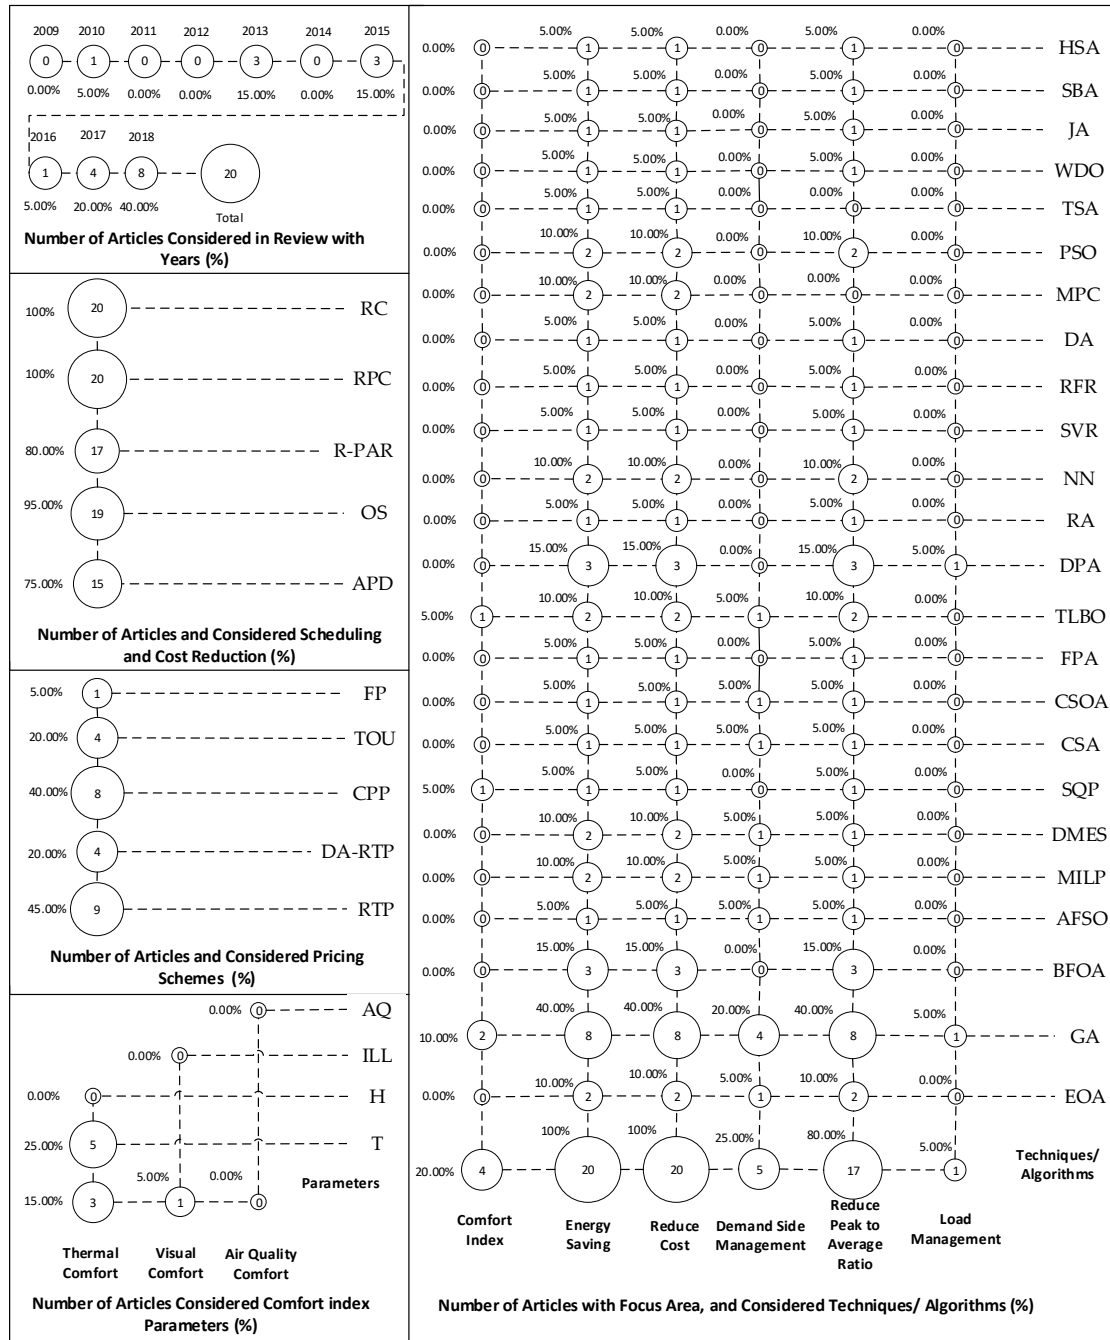 2009 2010 2011 2012 2013 2014 2015
0 1 0 0 3 0 3
0.00% 5.00% 0.00% 0.00% 15.00% 0.00% 15.00%
2016 2017 2018
1 4 8 20
5.00% 20.00% 40.00% Total
Number of Articles Considered in Review with
Years (%)
100% 20 RC
100% 20 RPC
80.00% 17 R-PAR
95.00% 19 OS
75.00% 15 APD
Number of Articles and Considered Scheduling
and Cost Reduction (%)
5.00% 1 FP
20.00% 4 TOU
40.00% 8 CPP
20.00% 4 DA-RTP
45.00% 9 RTP
Number of Articles and Considered Pricing
Schemes (%)
0.00% 0 AQ
0.00% 0 ILL
0.00% 0 H
25.00% 5 T
5.00% 0.00% Parameters
15.00% 3 1 0
Thermal Visual Air Quality
Comfort Comfort Comfort
Number of Articles Considered Comfort index
Parameters (%)
5.00% 5.00% 0.00% 5.00% 0.00%
0.00% 0 1 1 0 1 0 HSA
5.00% 5.00% 0.00% 5.00% 0.00%
0.00% 0 1 1 0 1 0 SBA
5.00% 5.00% 0.00% 5.00% 0.00%
0.00% 0 1 1 0 1 0 JA
5.00% 5.00% 0.00% 5.00% 0.00%
0.00% 0 1 1 0 1 0 WDO
5.00% 5.00% 0.00% 0.00% 0.00%
0.00% 0 1 1 0 0 0 TSA
10.00% 10.00% 0.00% 10.00% 0.00%
0.00% 0 2 2 0 2 0 PSO
10.00% 10.00% 0.00% 0.00% 0.00%
0.00% 0 2 2 0 0 0 MPC
5.00% 5.00% 0.00% 5.00% 0.00%
0.00% 0 1 1 0 1 0 DA
5.00% 5.00% 0.00% 5.00% 0.00%
0.00% 0 1 1 0 1 0 RFR
5.00% 5.00% 0.00% 5.00% 0.00%
0.00% 0 1 1 0 1 0 SVR
10.00% 10.00% 0.00% 10.00% 0.00%
0.00% 0 2 2 0 2 0 NN
5.00% 5.00% 0.00% 5.00% 0.00%
0.00% 0 1 1 0 1 0 RA
15.00% 15.00% 0.00% 15.00% 5.00%
0.00% 0 3 3 0 3 1 DPA
10.00% 10.00% 5.00% 10.00% 0.00%
5.00% 1 2 2 1 2 0 TLBO
5.00% 5.00% 0.00% 5.00% 0.00%
0.00% 0 1 1 0 1 0 FPA
5.00% 5.00% 5.00% 5.00% 0.00%
0.00% 0 1 1 1 1 0 CSOA
5.00% 5.00% 5.00% 5.00% 0.00%
0.00% 0 1 1 1 1 0 CSA
5.00% 5.00% 0.00% 5.00% 0.00%
5.00% 1 1 1 0 1 0 SQP
10.00% 10.00% 5.00% 5.00% 0.00%
0.00% 0 2 2 1 1 0 DMES
10.00% 10.00% 5.00% 5.00% 0.00%
0.00% 0 2 2 1 1 0 MILP
5.00% 5.00% 5.00% 5.00% 0.00%
0.00% 0 1 1 1 1 0 AFSO
15.00% 15.00% 0.00% 15.00% 0.00%
0.00% 0 3 3 0 3 0 BFOA
40.00% 40.00% 20.00% 40.00% 5.00%
10.00% 2 8 8 4 8 1 GA
10.00% 10.00% 5.00% 10.00% 0.00%
0.00% 0 2 2 1 2 0 EOA
100% 100% 25.00% 80.00% 5.00%
20.00% 4 20 20 5 17 1 Techniques/
Algorithms
Comfort Energy Reduce Demand Side Reduce Load
Index Saving Cost Management Peak to Management
Average
Ratio
Number of Articles with Focus Area, and Considered Techniques/ Algorithms (%)